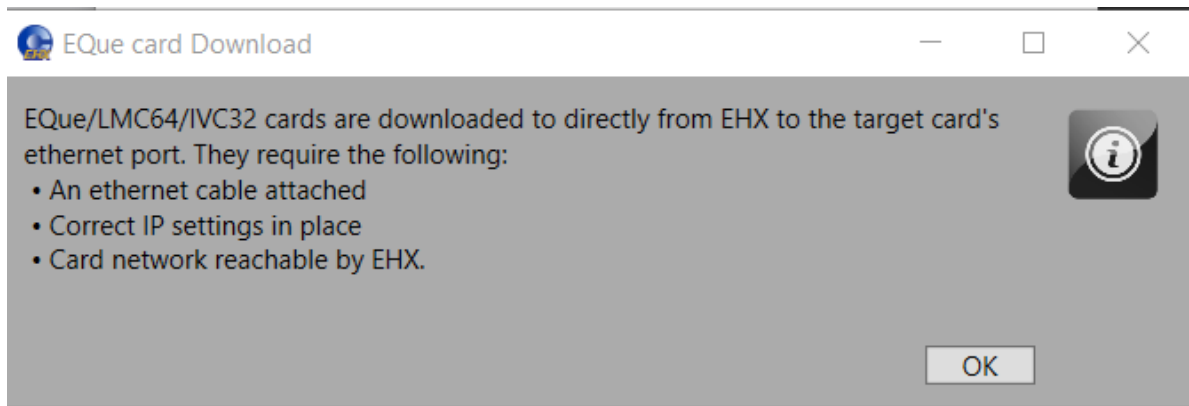 EQue card Download
EQue/LMC64/IVC32 cards are downloaded to directly from EHX to the target card's
ethernet port. They require the following:
• An ethernet cable attached
• Correct IP settings in place
• Card network reachable by EHX.
OK